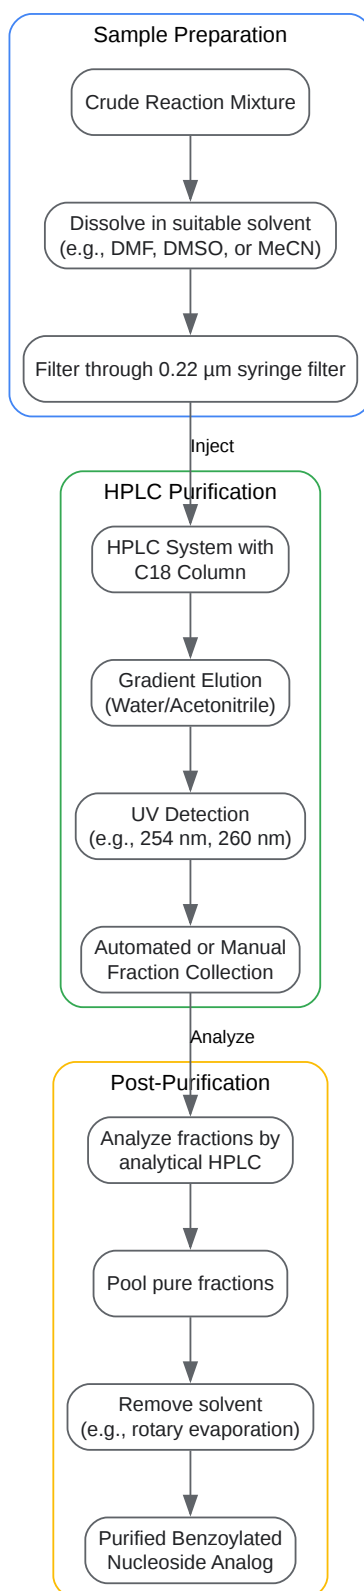 Sample Preparation
Crude Reaction Mixture
Dissolve in suitable solvent
(e.g., DMF, DMSO, or MeCN)
Filter through 0.22 µm syringe filter
Inject
HPLC Purification
HPLC System with
C18 Column
Gradient Elution
(Water/Acetonitrile)
UV Detection
(e.g., 254 nm, 260 nm)
Automated or Manual
Fraction Collection
Analyze
Post-Purification
Analyze fractions by
analytical HPLC
Pool pure fractions
Remove solvent
(e.g., rotary evaporation)
Purified Benzoylated
Nucleoside Analog